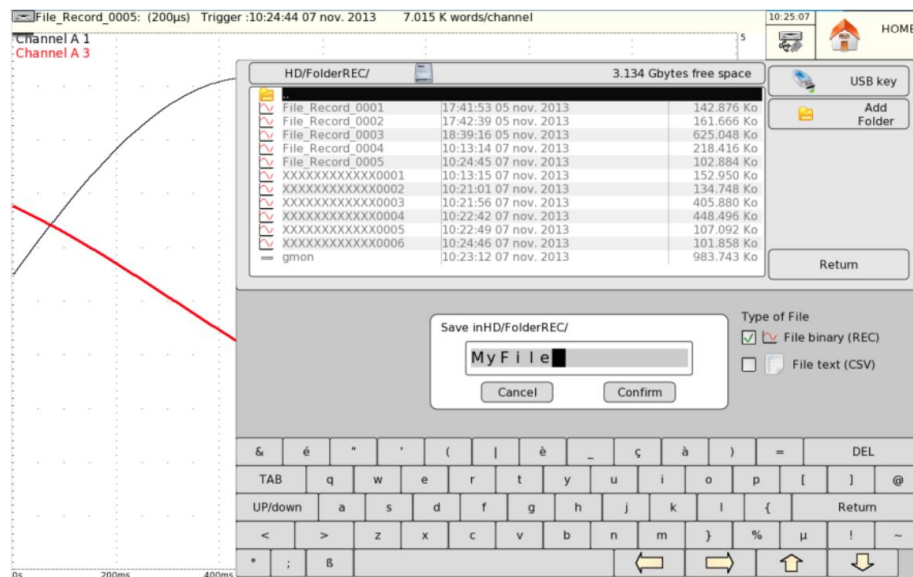 File_Record_0005: (200µs) Trigger :10:24:44 07 nov. 2013 7.015 K words/channel
10:25:07
HOME
Channel A 1
Channel A 3
5
HD/FolderREC/ 3.134 Gbytes free space
..
File_Record_0001 17:41:53 05 nov. 2013 142.876 Ko
File_Record_0002 17:42:39 05 nov. 2013 161.666 Ko
File_Record_0003 18:39:16 05 nov. 2013 625.048 Ko
File_Record_0004 10:13:14 07 nov. 2013 218.416 Ko
File_Record_0005 10:24:45 07 nov. 2013 102.884 Ko
XXXXXXXXXXXX0001 10:13:15 07 nov. 2013 152.950 Ko
XXXXXXXXXXXX0002 10:21:01 07 nov. 2013 134.748 Ko
XXXXXXXXXXXX0003 10:21:56 07 nov. 2013 405.880 Ko
XXXXXXXXXXXX0004 10:22:42 07 nov. 2013 448.496 Ko
XXXXXXXXXXXX0005 10:22:49 07 nov. 2013 107.092 Ko
XXXXXXXXXXXX0006 10:24:46 07 nov. 2013 101.858 Ko
gmon 10:23:12 07 nov. 2013 983.743 Ko
USB key
Add
Folder
Return
Save inHD/FolderREC/
MyFile
Cancel Confirm
Type of File
File binary (REC)
File text (CSV)
& é " ' ( | è _ ç à ) = DEL
TAB q w e r t y u i o p [ ] @
UP/down a s d f g h j k l { Return
< > z x c v b n m } % µ ! ~
* ; ß
0s 200ms 400ms